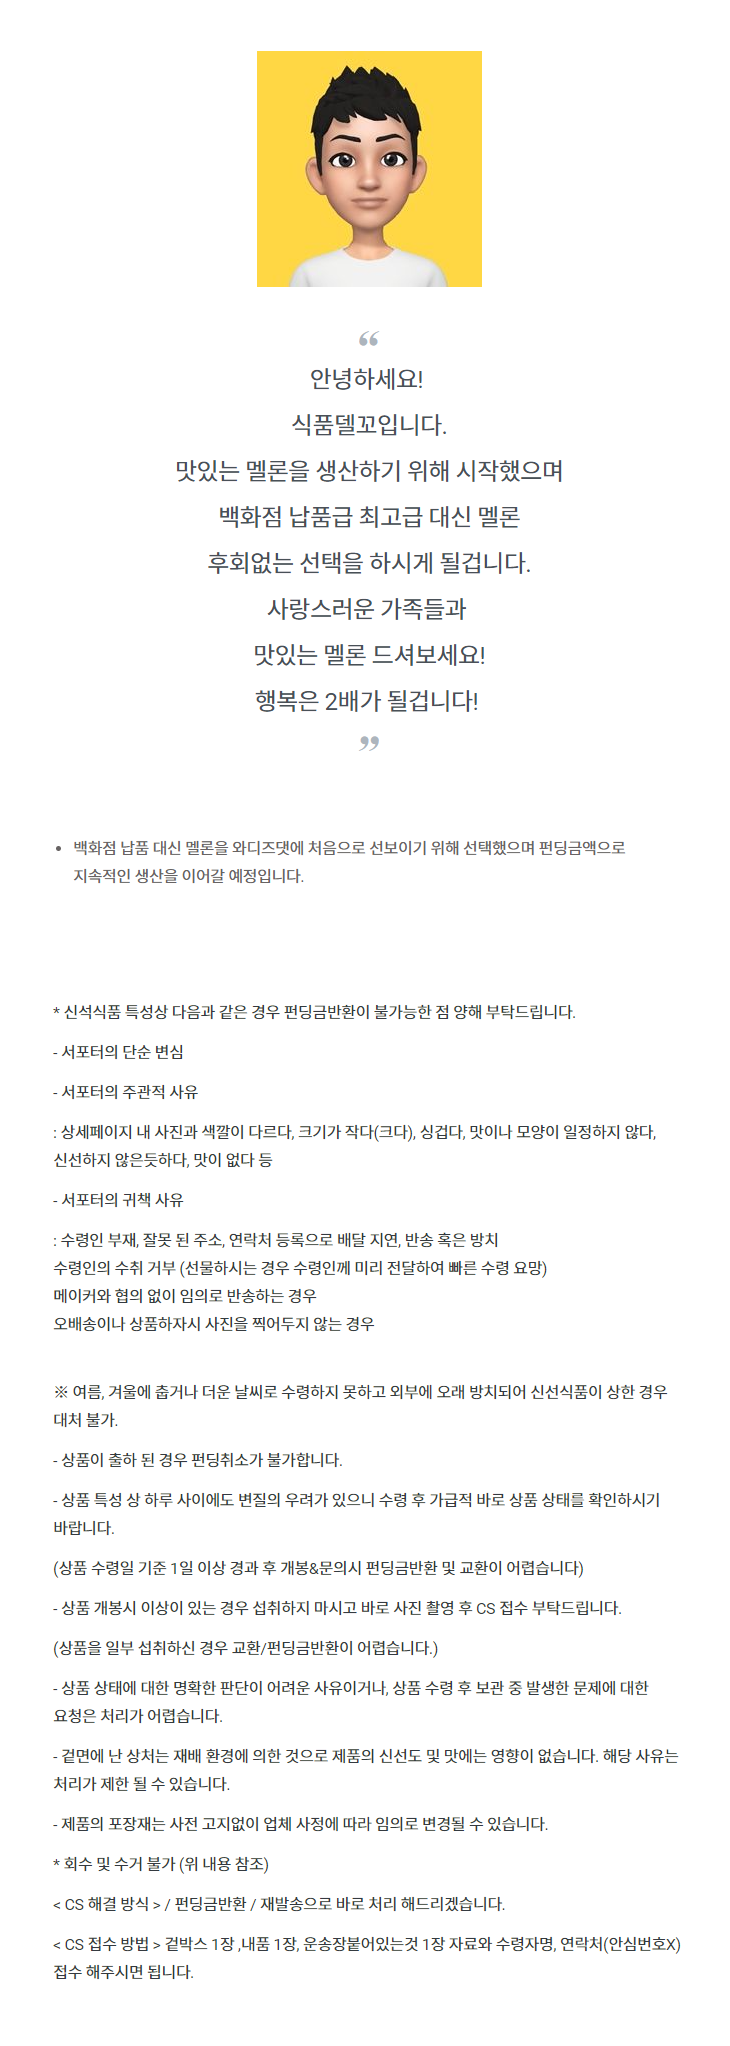 “
안녕하세요!
식품델꼬입니다.
맛있는 멜론을 생산하기 위해 시작했으며
백화점 납품급 최고급 대신 멜론
후회없는 선택을 하시게 될겁니다.
사랑스러운 가족들과
맛있는 멜론 드셔보세요!
행복은 2배가 될겁니다!
”
• 백화점 납품 대신 멜론을 와디즈댓에 처음으로 선보이기 위해 선택했으며 펀딩금액으로
지속적인 생산을 이어갈 예정입니다.
* 신석식품 특성상 다음과 같은 경우 펀딩금반환이 불가능한 점 양해 부탁드립니다.
- 서포터의 단순 변심
- 서포터의 주관적 사유
: 상세페이지 내 사진과 색깔이 다르다, 크기가 작다(크다), 싱겁다, 맛이나 모양이 일정하지 않다,
신선하지 않은듯하다, 맛이 없다 등
- 서포터의 귀책 사유
: 수령인 부재, 잘못 된 주소, 연락처 등록으로 배달 지연, 반송 혹은 방치
수령인의 수취 거부 (선물하시는 경우 수령인께 미리 전달하여 빠른 수령 요망)
메이커와 협의 없이 임의로 반송하는 경우
오배송이나 상품하자시 사진을 찍어두지 않는 경우
※ 여름, 겨울에 춥거나 더운 날씨로 수령하지 못하고 외부에 오래 방치되어 신선식품이 상한 경우
대처 불가.
- 상품이 출하 된 경우 펀딩취소가 불가합니다.
- 상품 특성 상 하루 사이에도 변질의 우려가 있으니 수령 후 가급적 바로 상품 상태를 확인하시기
바랍니다.
(상품 수령일 기준 1일 이상 경과 후 개봉&문의시 펀딩금반환 및 교환이 어렵습니다)
- 상품 개봉시 이상이 있는 경우 섭취하지 마시고 바로 사진 촬영 후 CS 접수 부탁드립니다.
(상품을 일부 섭취하신 경우 교환/펀딩금반환이 어렵습니다.)
- 상품 상태에 대한 명확한 판단이 어려운 사유이거나, 상품 수령 후 보관 중 발생한 문제에 대한
요청은 처리가 어렵습니다.
- 겉면에 난 상처는 재배 환경에 의한 것으로 제품의 신선도 및 맛에는 영향이 없습니다. 해당 사유는
처리가 제한 될 수 있습니다.
- 제품의 포장재는 사전 고지없이 업체 사정에 따라 임의로 변경될 수 있습니다.
* 회수 및 수거 불가 (위 내용 참조)
< CS 해결 방식 > / 펀딩금반환 / 재발송으로 바로 처리 해드리겠습니다.
< CS 접수 방법 > 겉박스 1장 ,내품 1장, 운송장붙어있는것 1장 자료와 수령자명, 연락처(안심번호X)
접수 해주시면 됩니다.